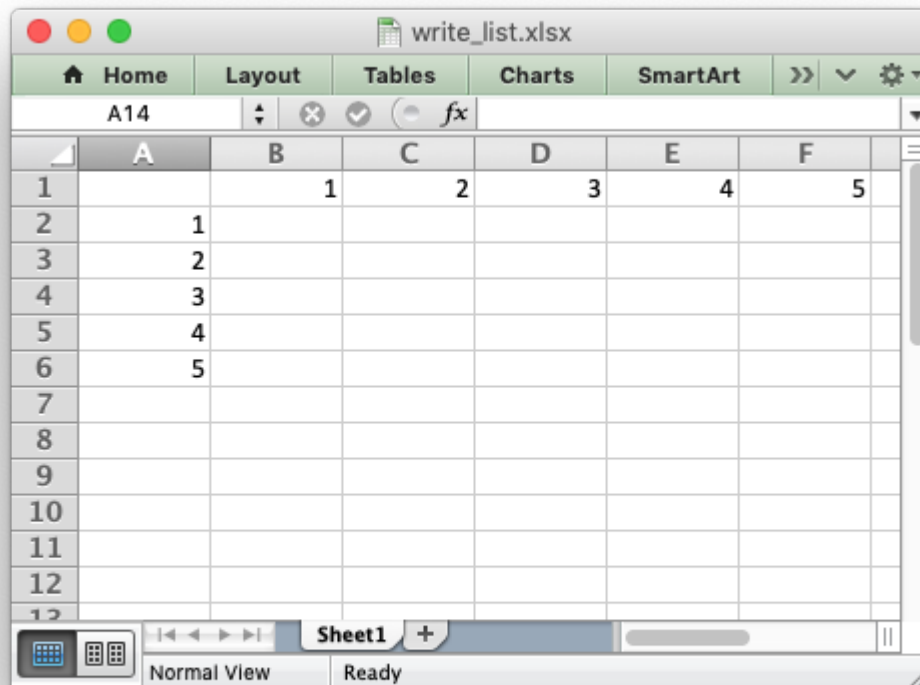 write_list.xlsx
Home Layout Tables Charts SmartArt
A14 fx
A B C D E F
1 1 2 3 4 5
2 1
3 2
4 3
5 4
6 5
7
8
9
10
11
12
13
Sheet1 +
Normal View Ready